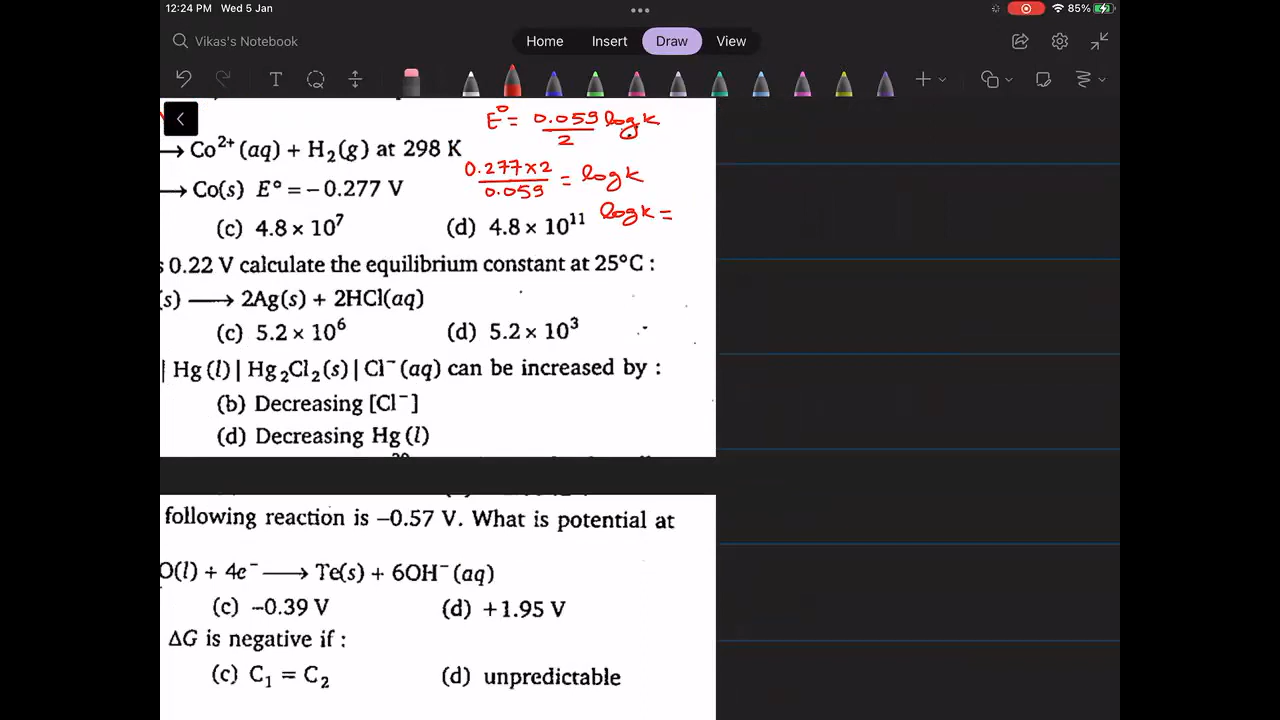 12:24 PM Wed 5 Jan
85%
Vikas's Notebook
Home Insert Draw View
E° = 0.059/2 log k
→ Co²⁺(aq) + H₂(g) at 298 K
0.277×2/0.059 = log k
→ Co(s) E° = – 0.277 V
log k =
(c) 4.8 × 10⁷ (d) 4.8 × 10¹¹
s 0.22 V calculate the equilibrium constant at 25°C :
(s) ⟶ 2Ag(s) + 2HCl(aq)
(c) 5.2 × 10⁶ (d) 5.2 × 10³
| Hg(l) | Hg₂Cl₂(s) | Cl⁻(aq) can be increased by :
(b) Decreasing [Cl⁻]
(d) Decreasing Hg(l)
following reaction is –0.57 V. What is potential at
O(l) + 4e⁻ ⟶ Te(s) + 6OH⁻(aq)
(c) –0.39 V (d) +1.95 V
ΔG is negative if :
(c) C₁ = C₂ (d) unpredictable